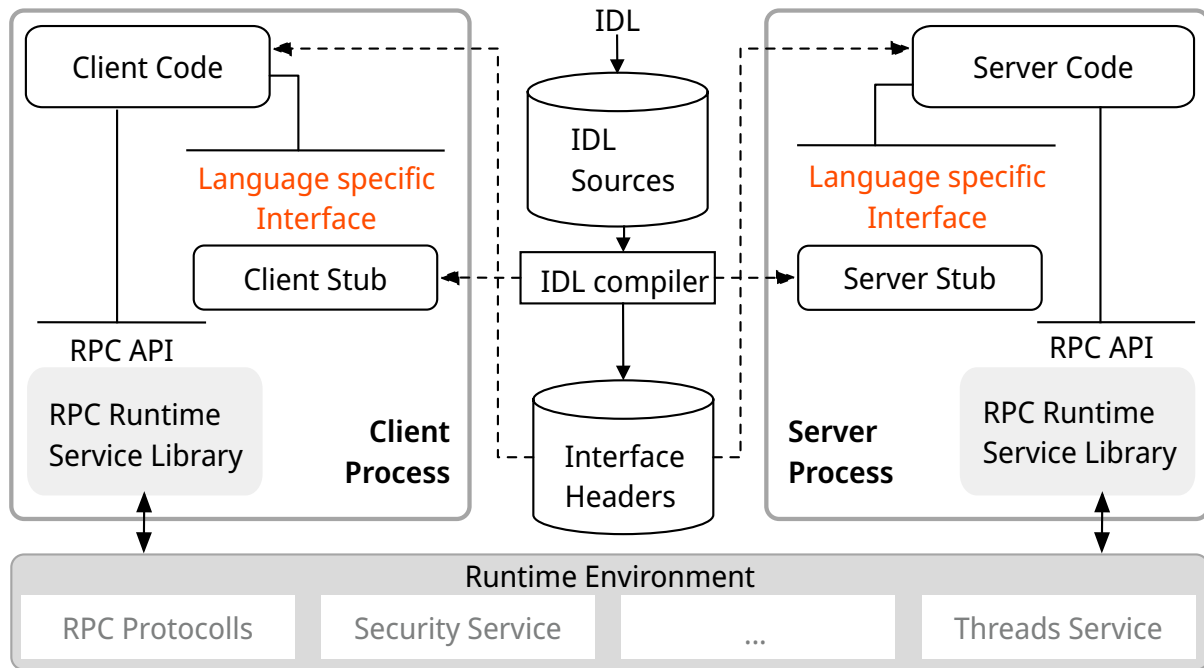 IDL
Client Code
Server Code
IDL
Sources
Language specific
Interface
Language specific
Interface
Client Stub
IDL compiler
Server Stub
RPC API
RPC API
RPC Runtime
Service Library
Client
Process
Interface
Headers
Server
Process
RPC Runtime
Service Library
Runtime Environment
RPC Protocolls
Security Service
...
Threads Service